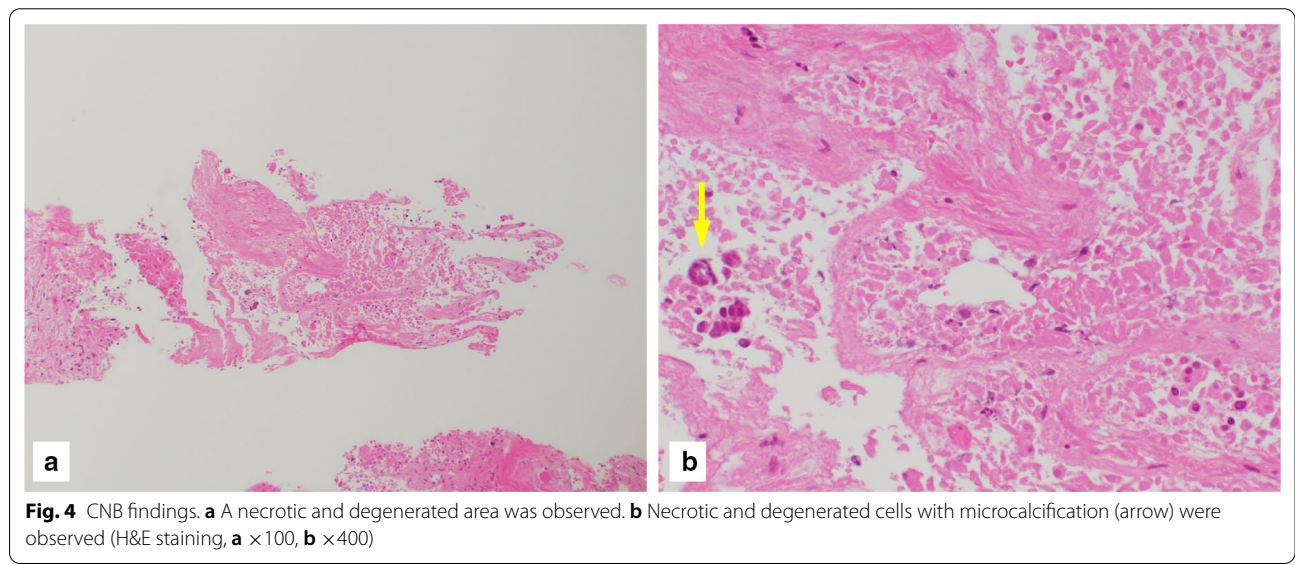 a
b
Fig. 4 CNB findings. a A necrotic and degenerated area was observed. b Necrotic and degenerated cells with microcalcification (arrow) were
observed (H&E staining, a ×100, b ×400)